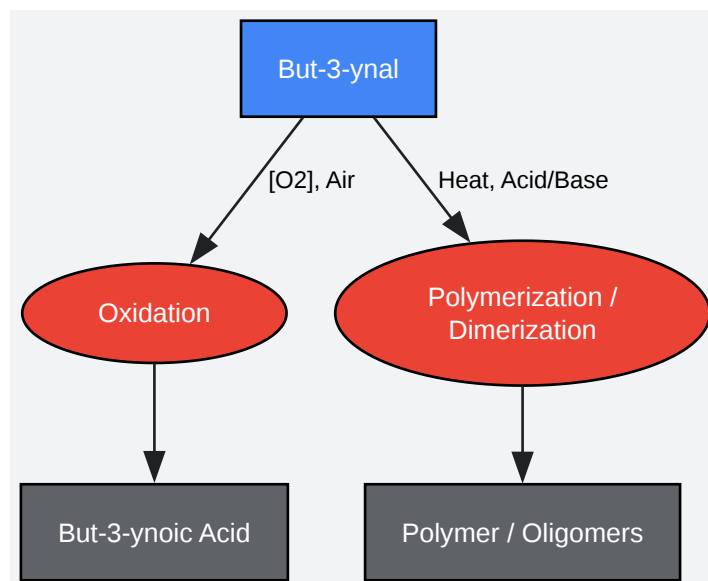 But-3-ynal
[O2], Air
Heat, Acid/Base
Oxidation
Polymerization /
Dimerization
But-3-ynoic Acid
Polymer / Oligomers